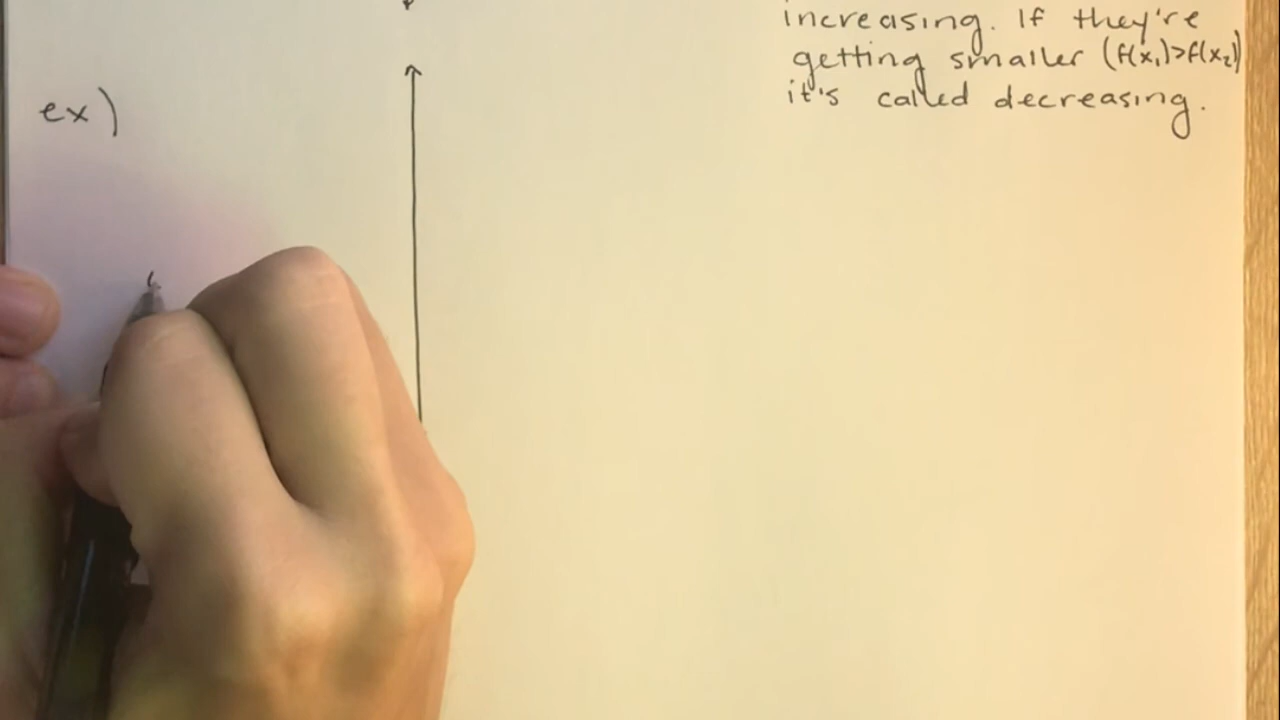 increasing. If they're
getting smaller (f(x₁)>f(x₂))
it's called decreasing.
ex)